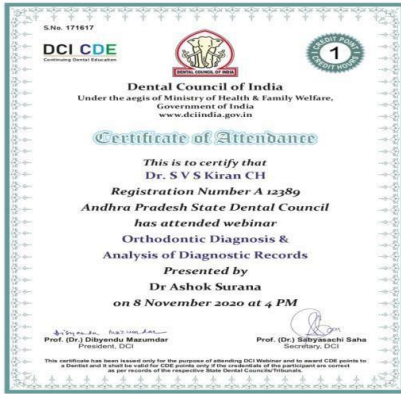 S.No. 171617
DCI CDE
Continuing Dental Education
DENTAL COUNCIL OF INDIA
CREDIT POINT
1
CREDIT HOURS
Dental Council of India
Under the aegis of Ministry of Health & Family Welfare,
Government of India
www.dciindia.gov.in
Certificate of Attendance
This is to certify that
Dr. S V S Kiran CH
Registration Number A 12389
Andhra Pradesh State Dental Council
has attended webinar
Orthodontic Diagnosis &
Analysis of Diagnostic Records
Presented by
Dr Ashok Surana
on 8 November 2020 at 4 PM
Dibyendu Mazumdar
Prof. (Dr.) Dibyendu Mazumdar
President, DCI
Prof. (Dr.) Sabyasachi Saha
Secretary, DCI
This certificate has been issued only for the purpose of attending DCI Webinar and to award CDE points to
a Dentist and it shall be valid for CDE points only if the credentials of the participant are correct
as per records of the respective State Dental Councils/Tribunals.